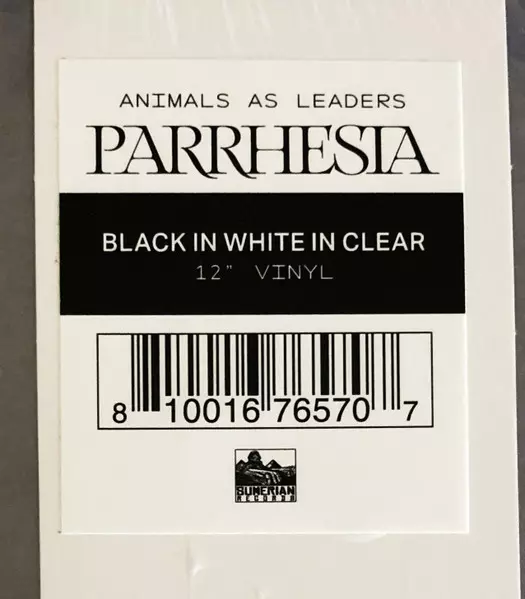 ANIMALS AS LEADERS
PARRHESIA
BLACK IN WHITE IN CLEAR
12" VINYL
8 10016 76570 7
SUMERIAN
RECORDS